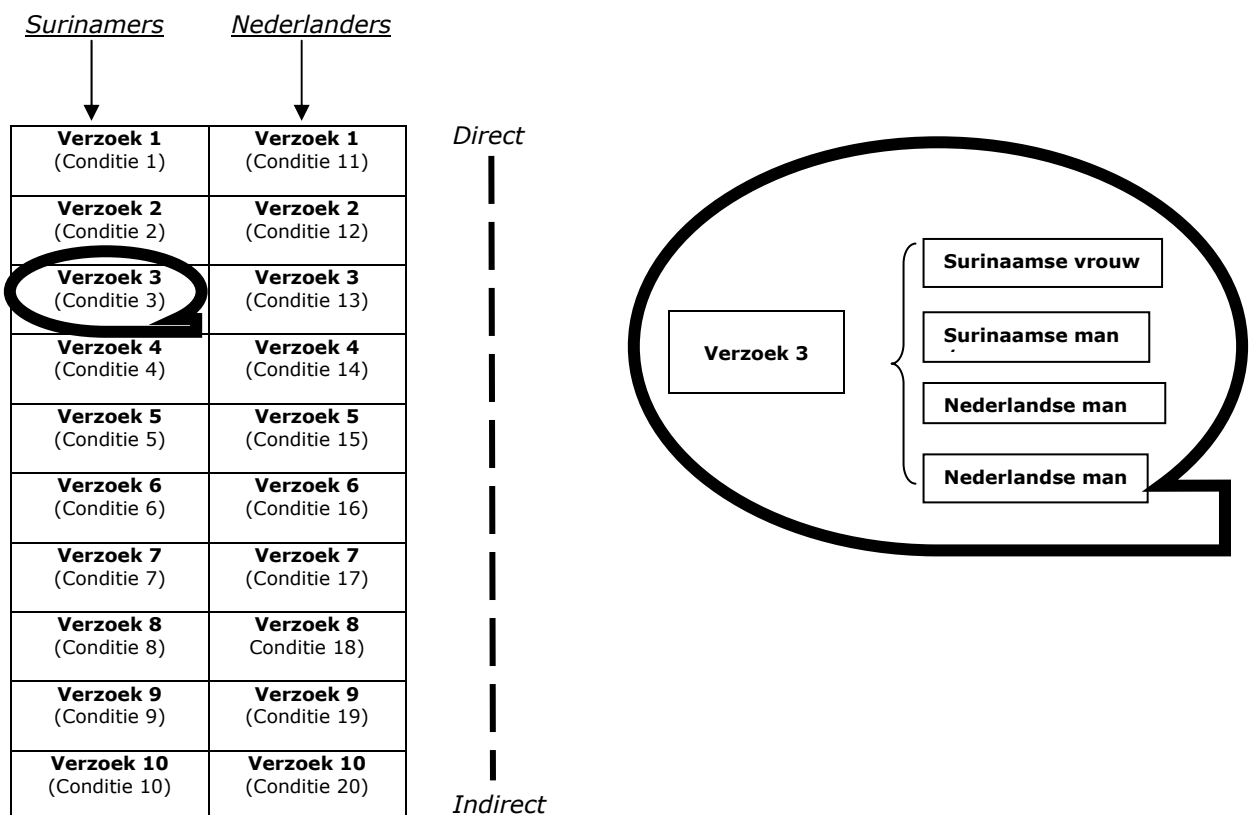 Surinamers Nederlanders
Verzoek 1 Verzoek 1 Direct
(Conditie 1) (Conditie 11)
Verzoek 2 Verzoek 2
(Conditie 2) (Conditie 12)
Verzoek 3 Verzoek 3
(Conditie 3) (Conditie 13)
Verzoek 4 Verzoek 4
(Conditie 4) (Conditie 14)
Verzoek 5 Verzoek 5
(Conditie 5) (Conditie 15)
Verzoek 6 Verzoek 6
(Conditie 6) (Conditie 16)
Verzoek 7 Verzoek 7
(Conditie 7) (Conditie 17)
Verzoek 8 Verzoek 8
(Conditie 8) Conditie 18)
Verzoek 9 Verzoek 9
(Conditie 9) (Conditie 19)
Verzoek 10 Verzoek 10
(Conditie 10) (Conditie 20)
Indirect
Verzoek 3
Surinaamse vrouw
Surinaamse man
Nederlandse man
Nederlandse man